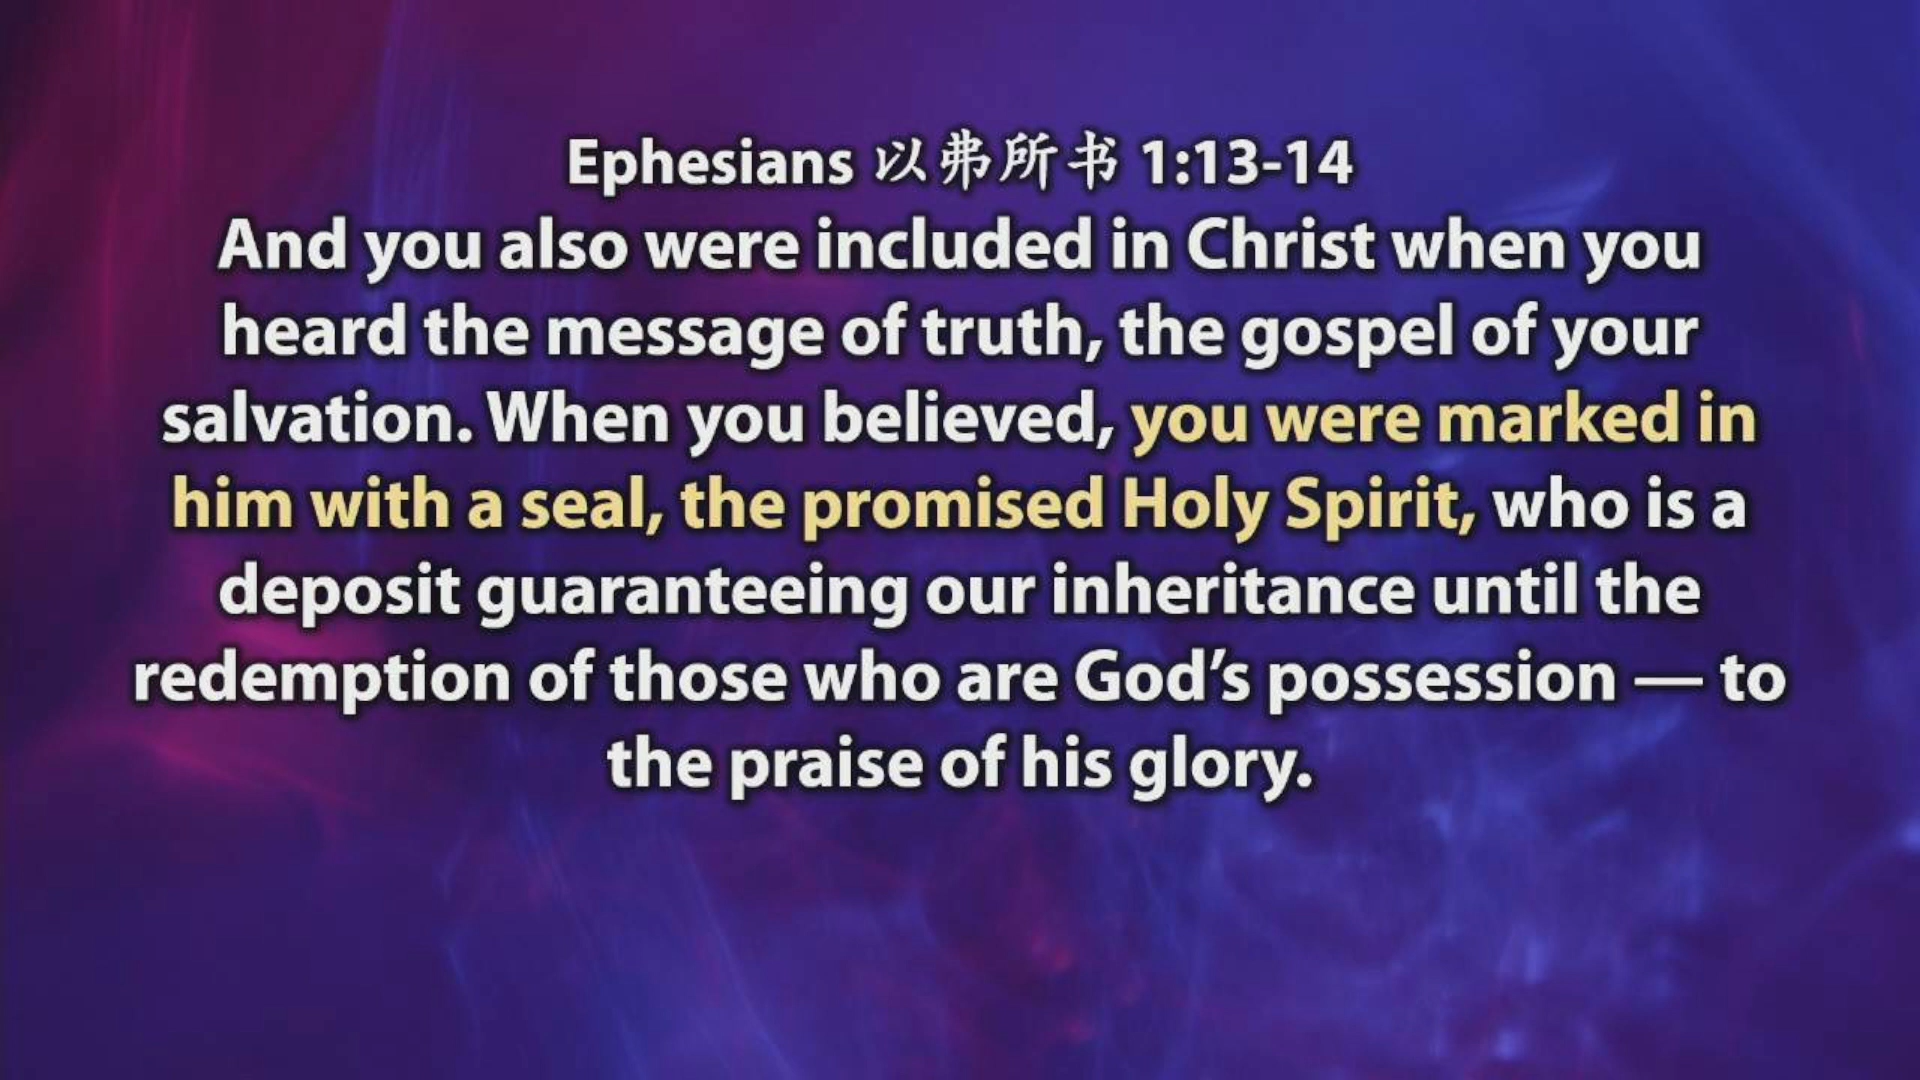 Ephesians 以弗所书 1:13-14
And you also were included in Christ when you
heard the message of truth, the gospel of your
salvation. When you believed, you were marked in
him with a seal, the promised Holy Spirit, who is a
deposit guaranteeing our inheritance until the
redemption of those who are God’s possession — to
the praise of his glory.